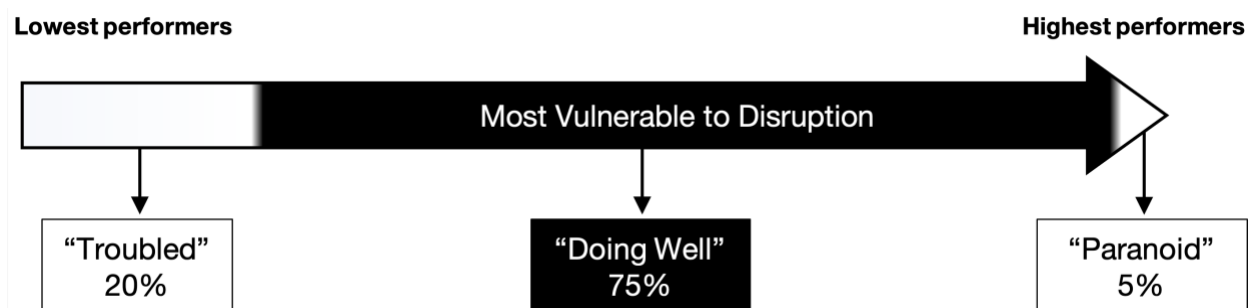 Lowest performers
Highest performers
Most Vulnerable to Disruption
“Troubled”
20%
“Doing Well”
75%
“Paranoid”
5%